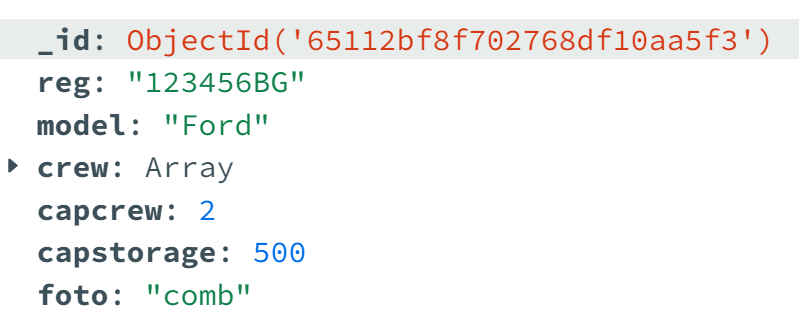 _id: ObjectId('65112bf8f702768df10aa5f3')
reg: "123456BG"
model: "Ford"
crew: Array
capcrew: 2
capstorage: 500
foto: "comb"